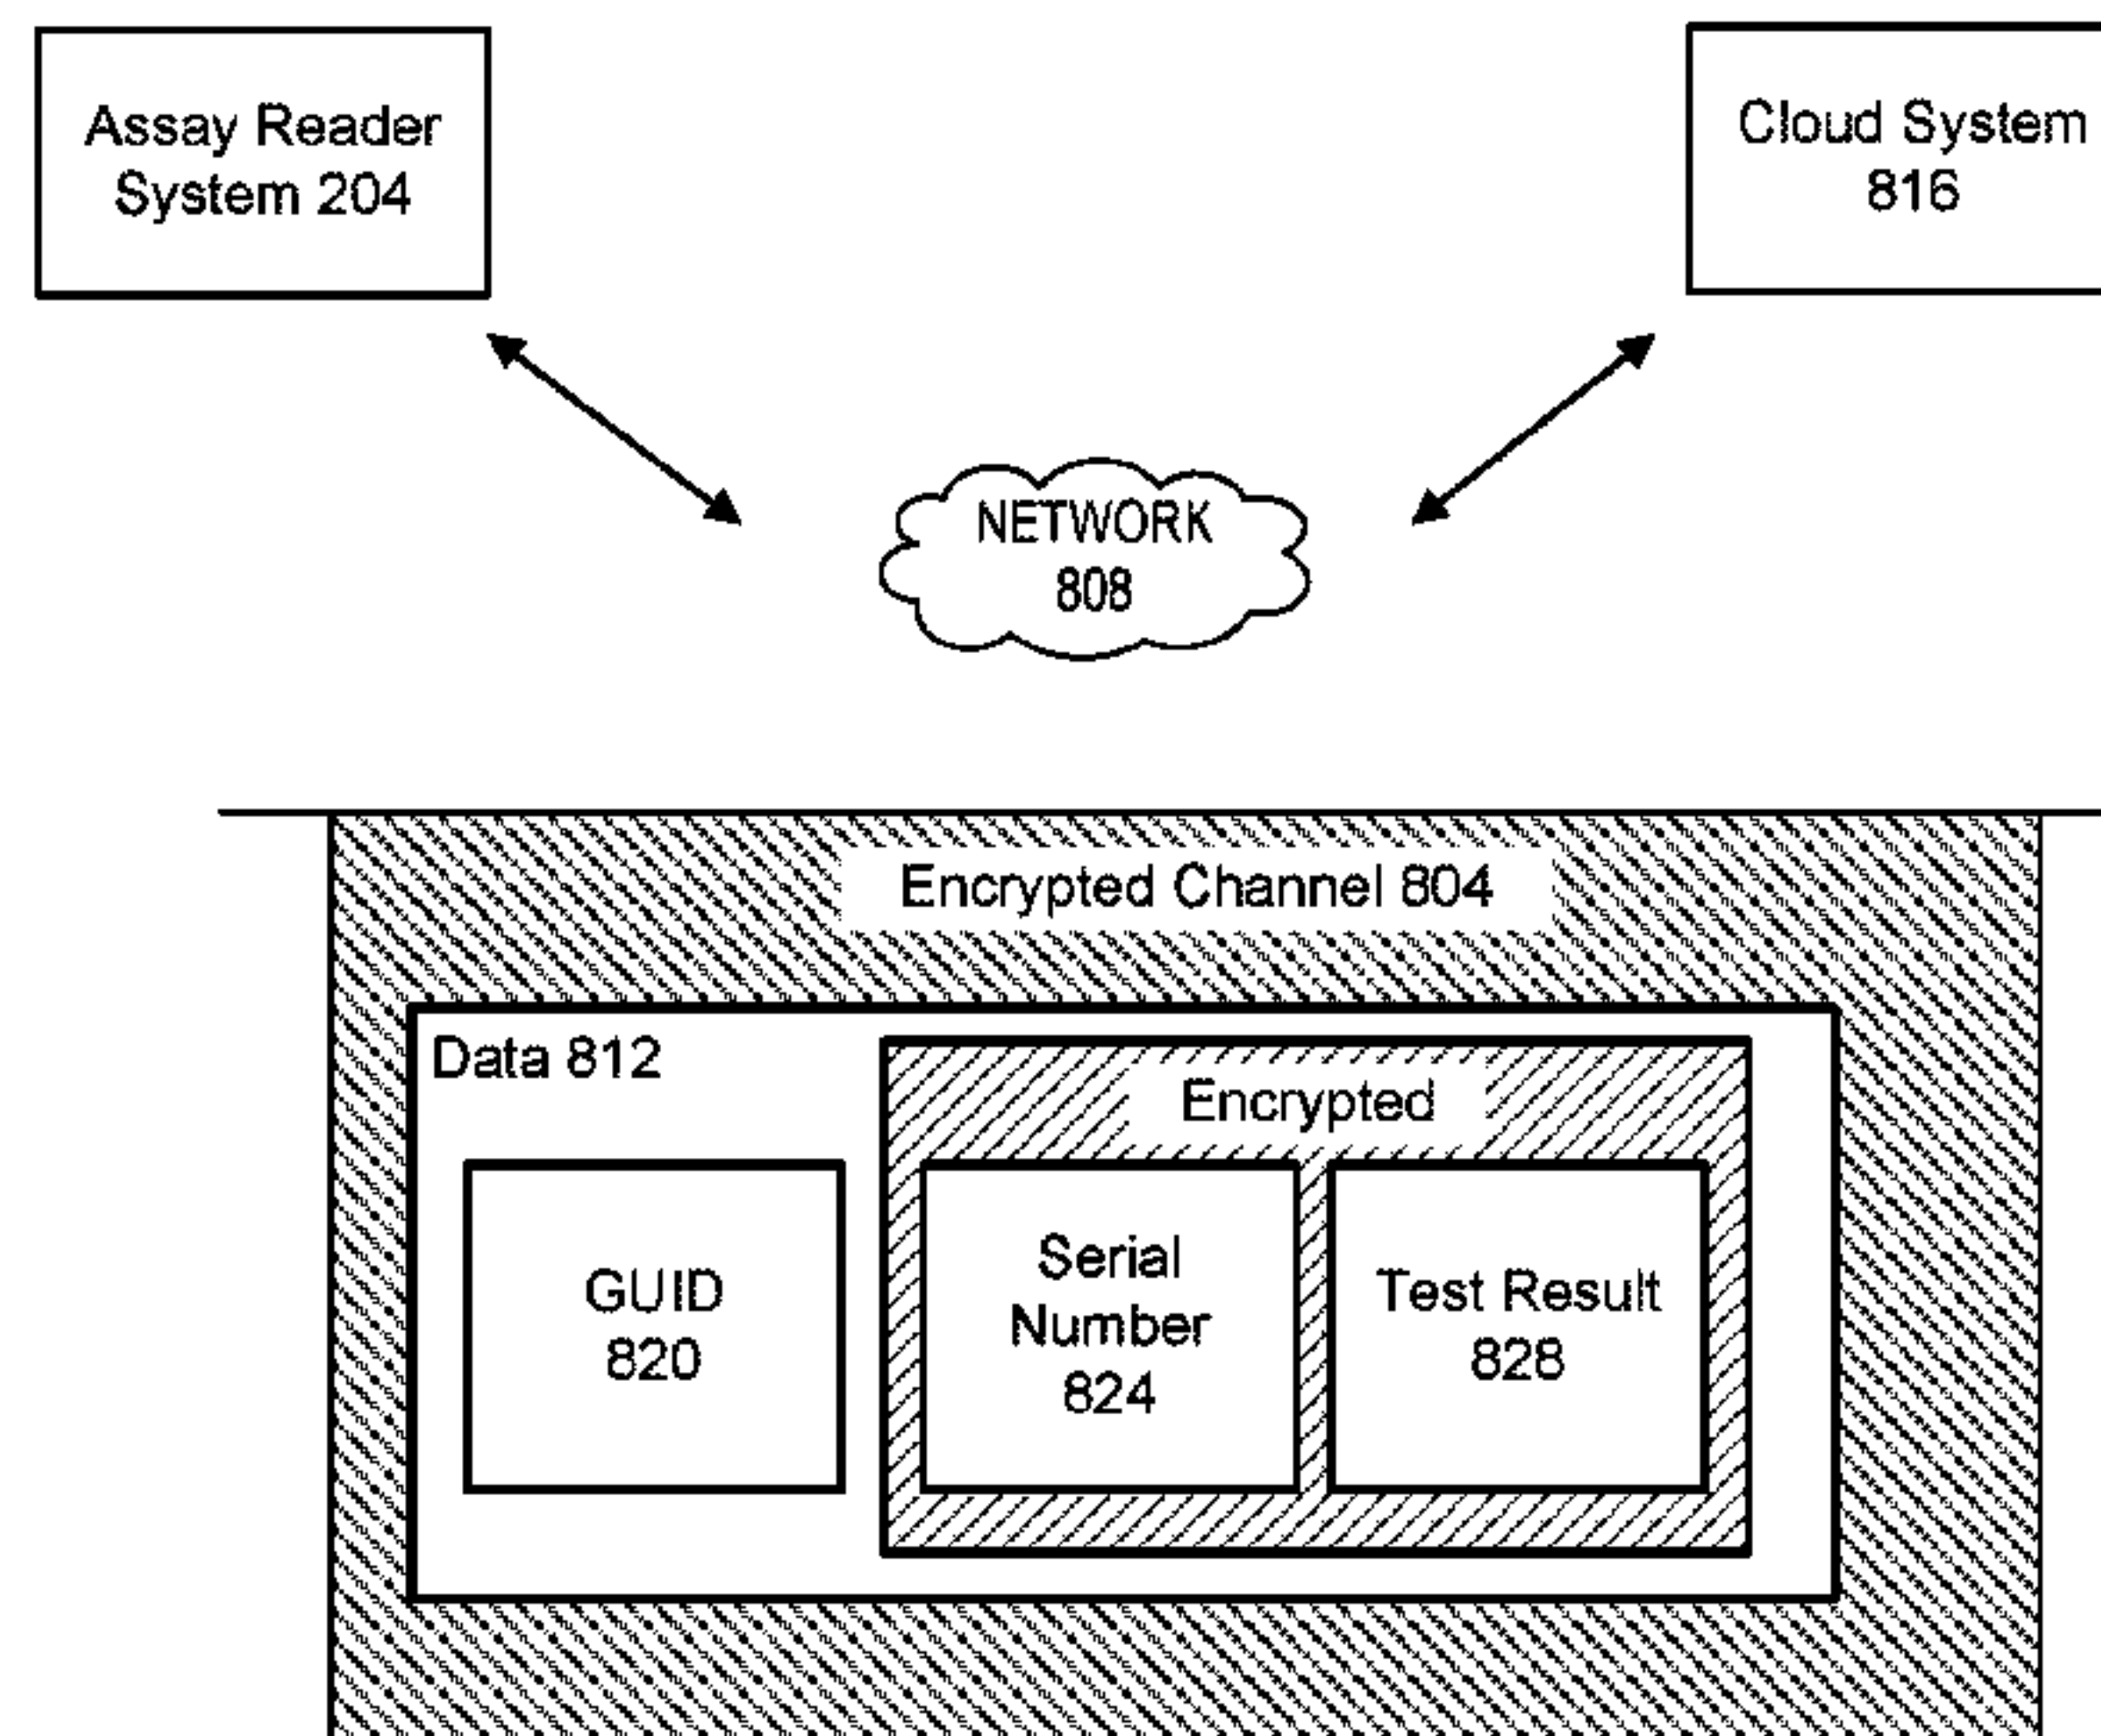 Assay Reader
System 204
Cloud System
816
NETWORK
808
Encrypted Channel 804
Data 812
Encrypted
GUID
820
Serial
Number
824
Test Result
828